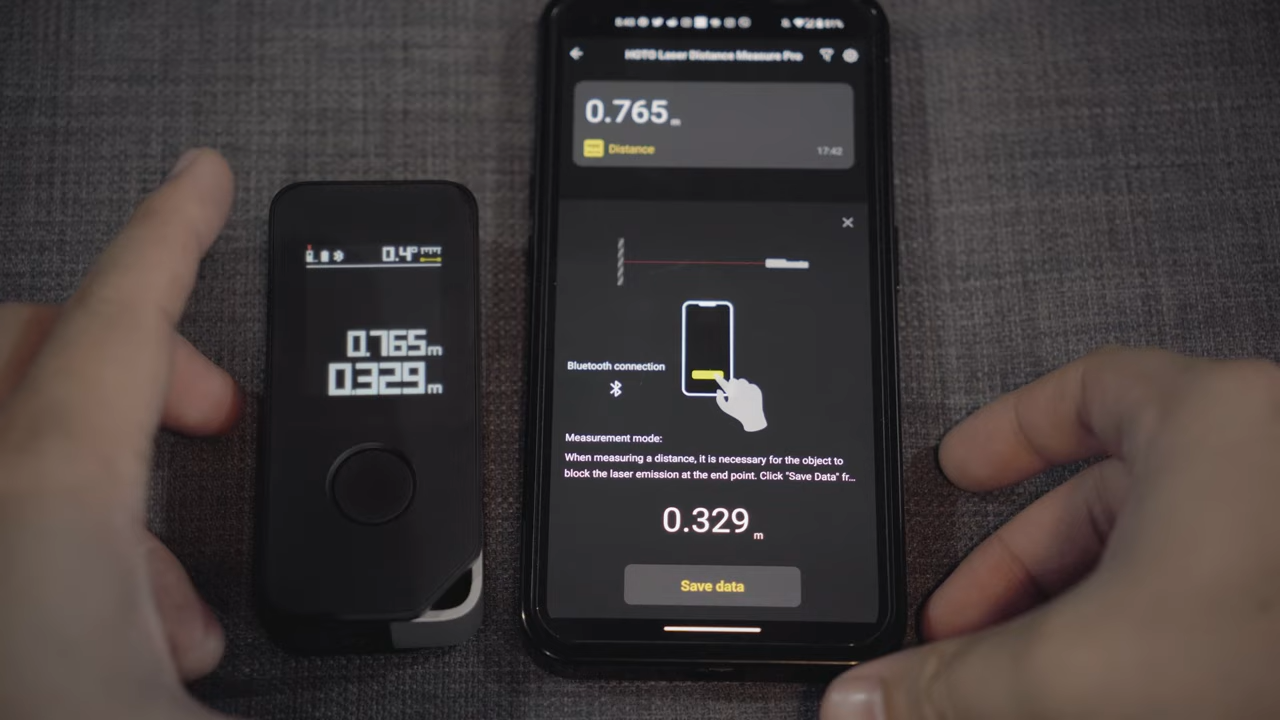 0.4°
0.765m
0.329m
HOTO Laser Distance Measure Pro
0.765m
Distance
17:42
Bluetooth connection
Measurement mode:
When measuring a distance, it is necessary for the object to
block the laser emission at the end point. Click "Save Data" fr...
0.329
m
Save data